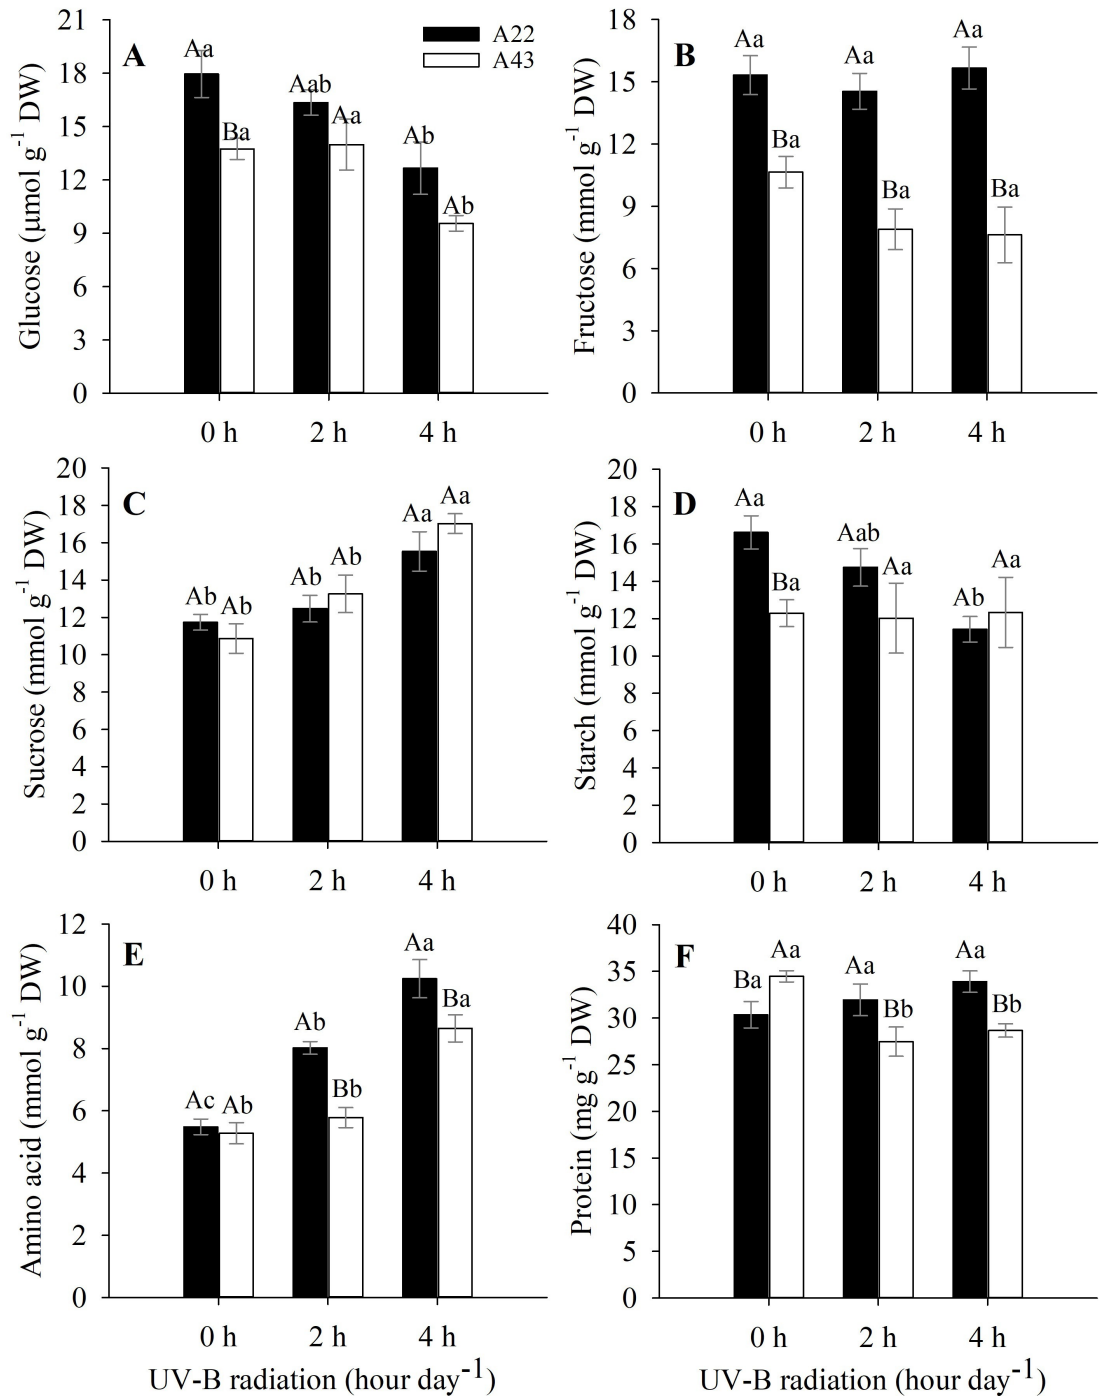 A
A22
A43
Glucose (µmol g-1 DW)
21
18
15
12
9
6
3
0
Aa
Ba
Aab
Aa
Ab
Ab
0 h
2 h
4 h
B
Fructose (mmol g-1 DW)
18
15
12
9
6
3
0
Aa
Ba
Aa
Ba
Aa
Ba
0 h
2 h
4 h
C
Sucrose (mmol g-1 DW)
20
18
16
14
12
10
8
6
4
2
0
Ab
Ab
Ab
Ab
Aa
Aa
0 h
2 h
4 h
D
Starch (mmol g-1 DW)
20
18
16
14
12
10
8
6
4
2
0
Aa
Ba
Aab
Aa
Ab
Aa
0 h
2 h
4 h
E
Amino acid (mmol g-1 DW)
12
10
8
6
4
2
0
Ac
Ab
Ab
Bb
Aa
Ba
0 h
2 h
4 h
UV-B radiation (hour day-1)
F
Protein (mg g-1 DW)
40
35
30
25
20
15
10
5
0
Ba
Aa
Aa
Bb
Aa
Bb
0 h
2 h
4 h
UV-B radiation (hour day-1)